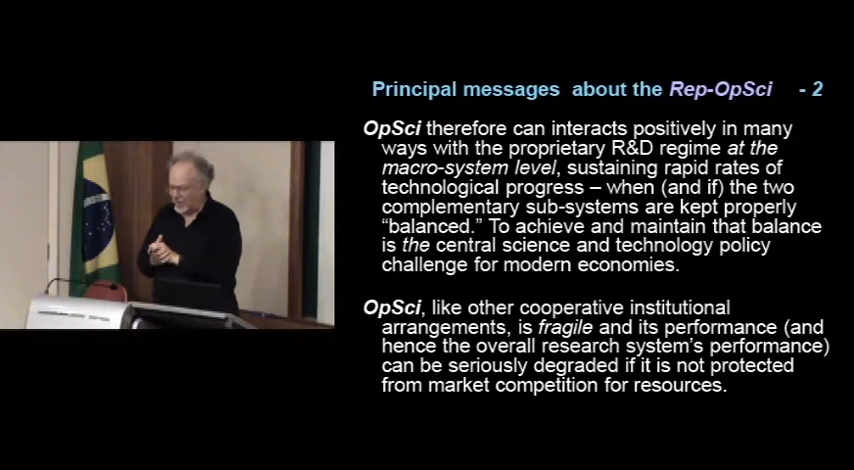 Principal messages about the Rep-OpSci - 2
OpSci therefore can interacts positively in many
ways with the proprietary R&D regime at the
macro-system level, sustaining rapid rates of
technological progress – when (and if) the two
complementary sub-systems are kept properly
“balanced.” To achieve and maintain that balance
is the central science and technology policy
challenge for modern economies.
OpSci, like other cooperative institutional
arrangements, is fragile and its performance (and
hence the overall research system’s performance)
can be seriously degraded if it is not protected
from market competition for resources.